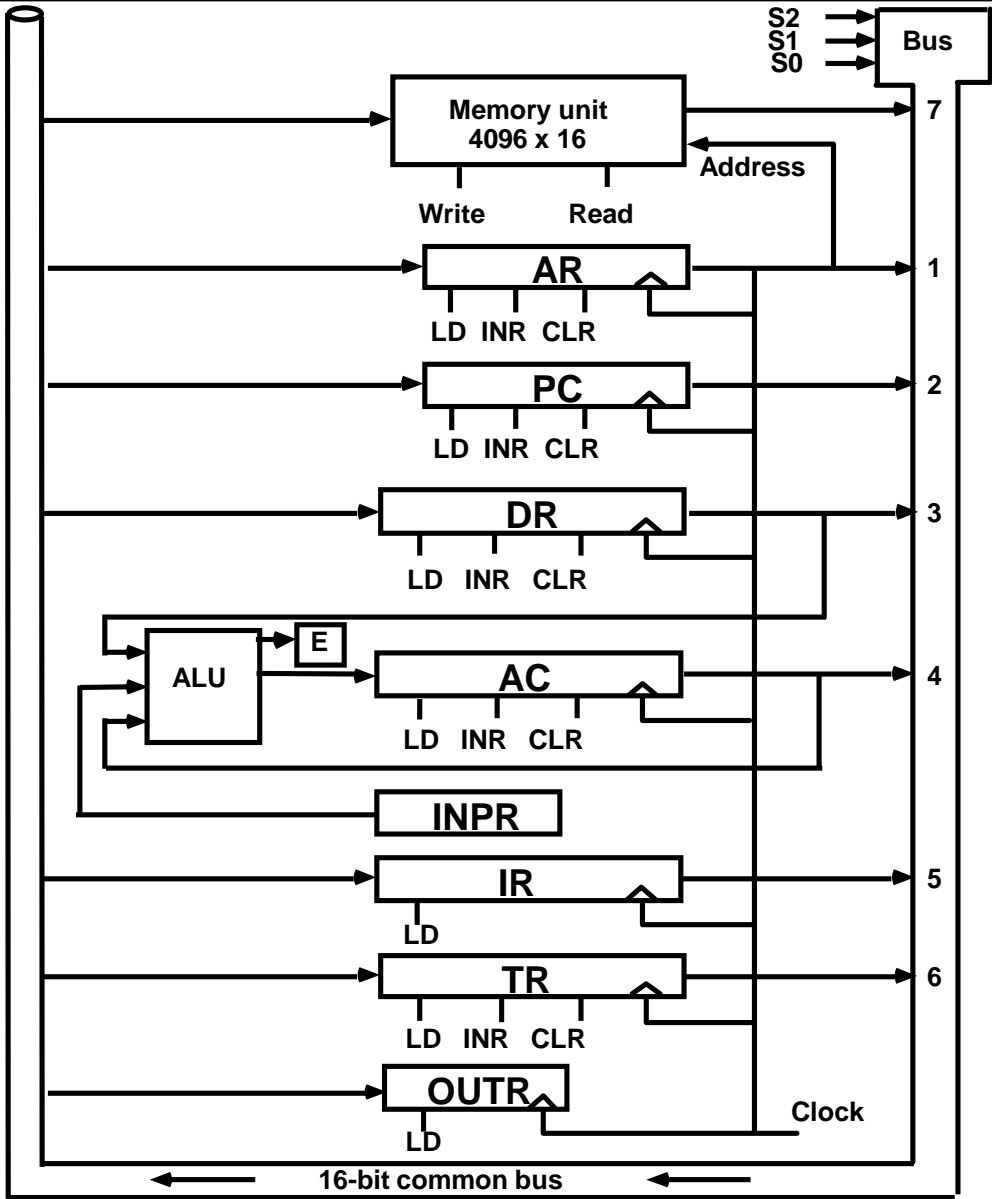 S2
S1
S0
Bus
Memory unit
4096 x 16
7
Address
Write Read
AR
1
LD INR CLR
PC
2
LD INR CLR
DR
3
LD INR CLR
E
ALU
AC
4
LD INR CLR
INPR
IR
5
LD
TR
6
LD INR CLR
OUTR
Clock
LD
16-bit common bus